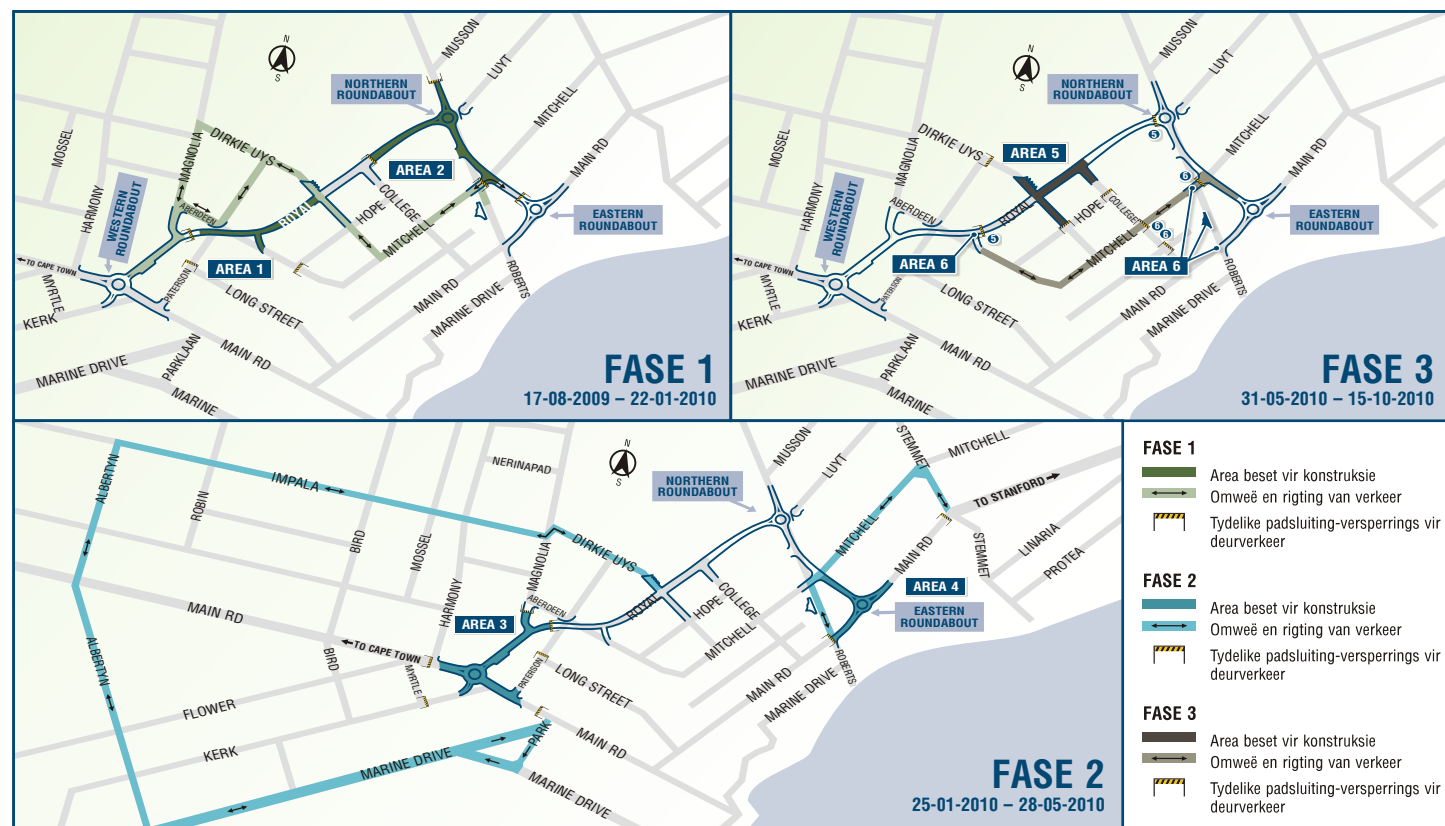 N
S
MUSSON
LUYT
NORTHERN
ROUNDABOUT
MITCHELL
MOSSEL
MAGNOLIA
DIRKIE UYS
MAIN RD
AREA 2
HARMONY
WESTERN
ROUNDABOUT
ABERDEEN
ROYAL
COLLEGE
HOPE
MITCHELL
EASTERN
ROUNDABOUT
AREA 1
TO CAPE TOWN
MYRTLE
PATERSON
ROBERTS
LONG STREET
MAIN RD
MARINE DRIVE
KERK
PARKLAAN
MAIN RD
MARINE DRIVE
MARINE
FASE 1
17-08-2009 – 22-01-2010
N
S
MUSSON
LUYT
NORTHERN
ROUNDABOUT
5
MITCHELL
MOSSEL
MAGNOLIA
DIRKIE UYS
AREA 5
MAIN RD
6
HARMONY
WESTERN
ROUNDABOUT
ABERDEEN
ROYAL
HOPE
COLLEGE
5
6
6
MITCHELL
EASTERN
ROUNDABOUT
AREA 6
AREA 6
TO CAPE TOWN
MYRTLE
PATERSON
ROBERTS
LONG STREET
MAIN RD
MARINE DRIVE
KERK
PARKLAAN
MAIN RD
MARINE DRIVE
MARINE
FASE 3
31-05-2010 – 15-10-2010
N
S
ALBERTYN
IMPALA
ROBIN
NERINAPAD
BIRD
MOSSEL
NORTHERN
ROUNDABOUT
MUSSON
LUYT
STEMMET
MITCHELL
TO STANFORD
MITCHELL
MAGNOLIA
DIRKIE UYS
MAIN RD
STEMMET
LINARIA
PROTEA
MAIN RD
HARMONY
ABERDEEN
AREA 3
ROYAL
COLLEGE
HOPE
MITCHELL
AREA 4
EASTERN
ROUNDABOUT
ALBERTYN
BIRD
TO CAPE TOWN
MYRTLE
PATERSON
LONG STREET
ROBERTS
MAIN RD
MARINE DRIVE
FLOWER
KERK
PARK
MAIN RD
MARINE DRIVE
MARINE DRIVE
FASE 2
25-01-2010 – 28-05-2010
FASE 1
Area beset vir konstruksie
Omweë en rigting van verkeer
Tydelike padsluiting-versperrings vir
deurverkeer
FASE 2
Area beset vir konstruksie
Omweë en rigting van verkeer
Tydelike padsluiting-versperrings vir
deurverkeer
FASE 3
Area beset vir konstruksie
Omweë en rigting van verkeer
Tydelike padsluiting-versperrings vir
deurverkeer